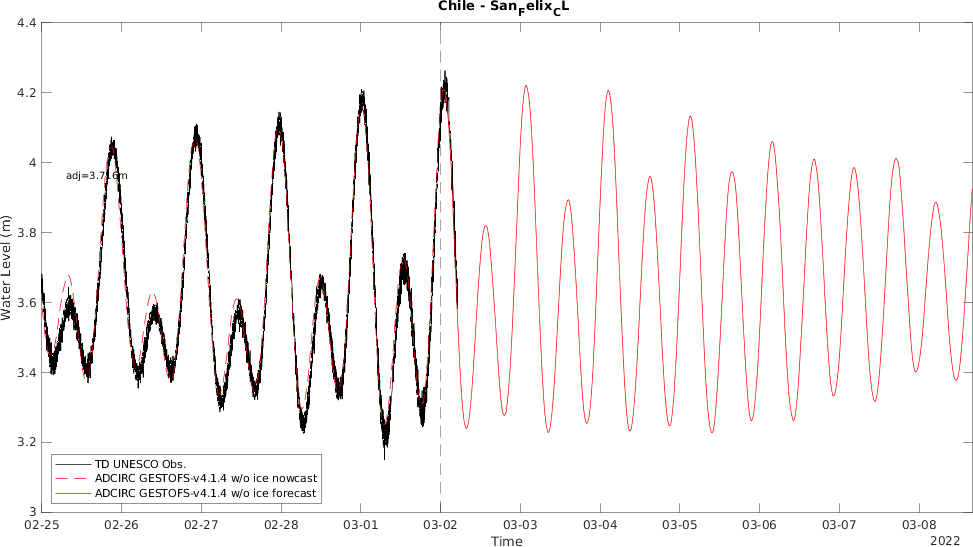 Chile - SanFelixCL
4.4
4.2
4
3.8
3.6
3.4
3.2
3
Water Level (m)
adj=3.716m
TD UNESCO Obs.
ADCIRC GESTOFS-v4.1.4 w/o ice nowcast
ADCIRC GESTOFS-v4.1.4 w/o ice forecast
02-25 02-26 02-27 02-28 03-01 03-02 03-03 03-04 03-05 03-06 03-07 03-08
Time
2022